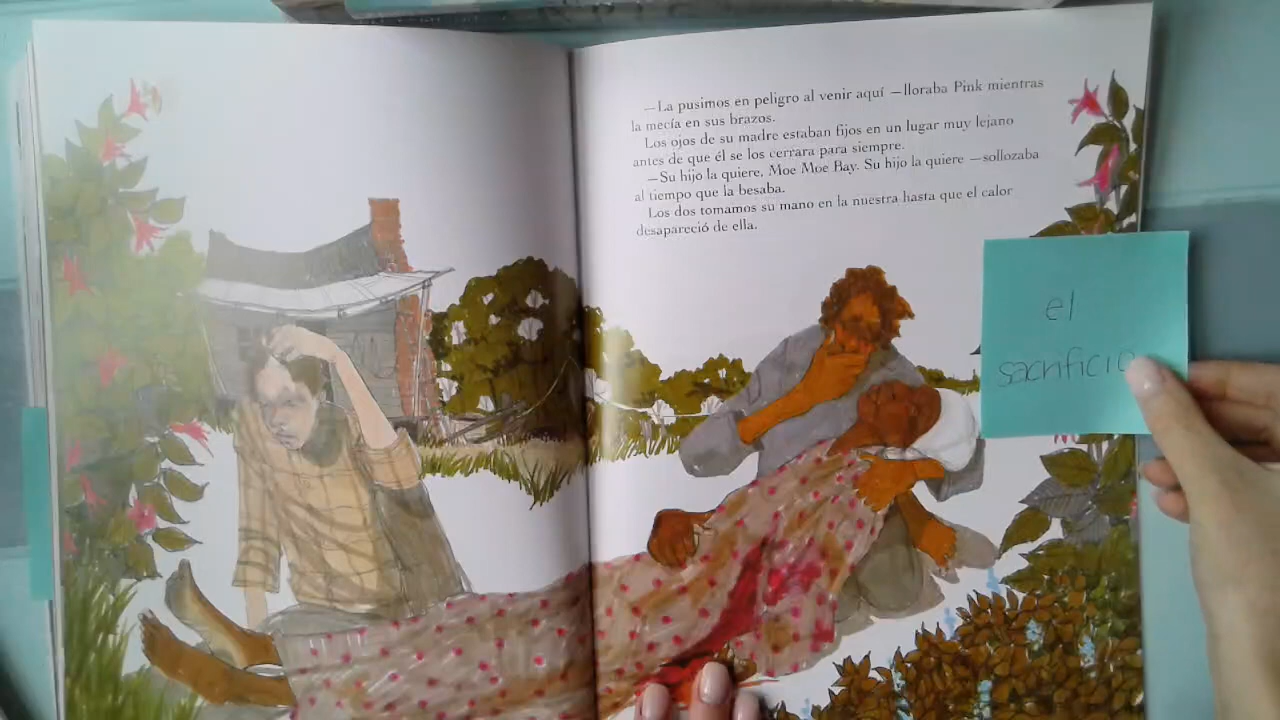 —La pusimos en peligro al venir aquí —lloraba Pink mientras
la mecía en sus brazos.
Los ojos de su madre estaban fijos en un lugar muy lejano
antes de que él se los cerrara para siempre.
—Su hijo la quiere, Moe Moe Bay. Su hijo la quiere —sollozaba
al tiempo que la besaba.
Los dos tomamos su mano en la nuestra hasta que el calor
desapareció de ella.
el
sacrificio